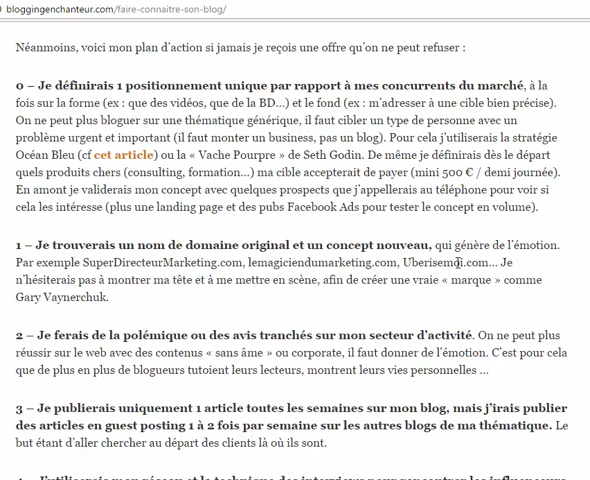 bloggingenchanteur.com/faire-connaitre-son-blog/
Néanmoins, voici mon plan d'action si jamais je reçois une offre qu'on ne peut refuser :
0 – Je définirais 1 positionnement unique par rapport à mes concurrents du marché, à la
fois sur la forme (ex : que des vidéos, que de la BD…) et le fond (ex : m'adresser à une cible bien précise).
On ne peut plus bloguer sur une thématique générique, il faut cibler un type de personne avec un
problème urgent et important (il faut monter un business, pas un blog). Pour cela j'utiliserais la stratégie
Océan Bleu (cf cet article) ou la « Vache Pourpre » de Seth Godin. De même je définirais dès le départ
quels produits chers (consulting, formation…) ma cible accepterait de payer (mini 500 € / demi journée).
En amont je validerais mon concept avec quelques prospects que j'appellerais au téléphone pour voir si
cela les intéresse (plus une landing page et des pubs Facebook Ads pour tester le concept en volume).
1 – Je trouverais un nom de domaine original et un concept nouveau, qui génère de l'émotion.
Par exemple SuperDirecteurMarketing.com, lemagiciendumarketing.com, Uberisemoi.com… Je
n'hésiterais pas à montrer ma tête et à me mettre en scène, afin de créer une vraie « marque » comme
Gary Vaynerchuk.
2 – Je ferais de la polémique ou des avis tranchés sur mon secteur d'activité. On ne peut plus
réussir sur le web avec des contenus « sans âme » ou corporate, il faut donner de l'émotion. C'est pour cela
que de plus en plus de blogueurs tutoient leurs lecteurs, montrent leurs vies personnelles …
3 – Je publierais uniquement 1 article toutes les semaines sur mon blog, mais j'irais publier
des articles en guest posting 1 à 2 fois par semaine sur les autres blogs de ma thématique. Le
but étant d'aller chercher au départ des clients là où ils sont.